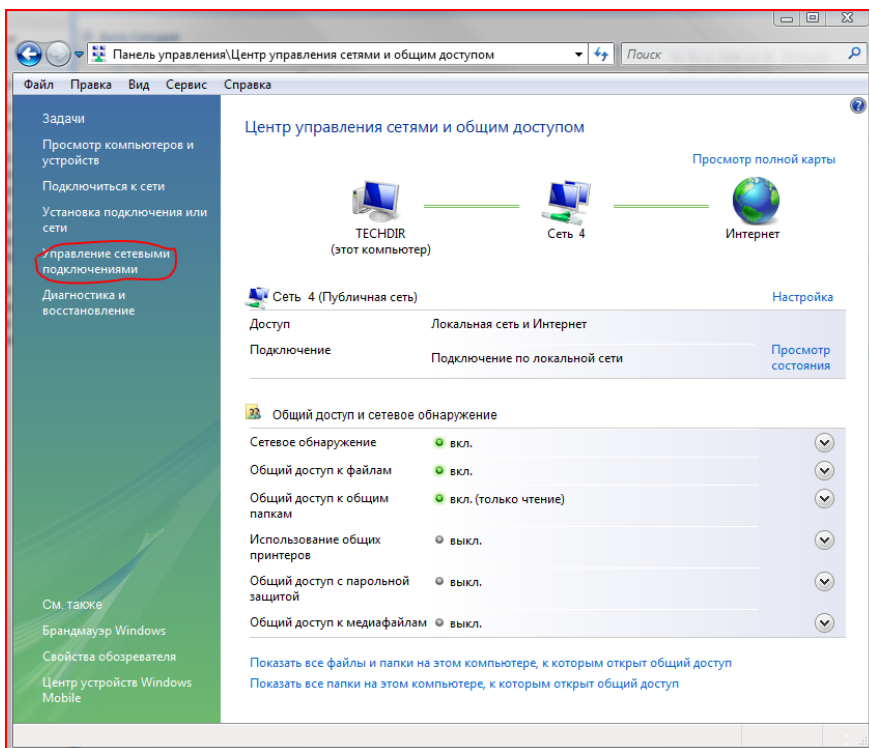 Панель управления\Центр управления сетями и общим доступом
Поиск
Файл Правка Вид Сервис Справка
Задачи
Просмотр компьютеров и
устройств
Подключиться к сети
Установка подключения или
сети
Управление сетевыми
подключениями
Диагностика и
восстановление
Центр управления сетями и общим доступом
Просмотр полной карты
TECHDIR
(этот компьютер)
Сеть 4
Интернет
Сеть 4 (Публичная сеть)
Настройка
Доступ Локальная сеть и Интернет
Подключение Подключение по локальной сети
Просмотр
состояния
Общий доступ и сетевое обнаружение
Сетевое обнаружение вкл.
Общий доступ к файлам вкл.
Общий доступ к общим
папкам
вкл. (только чтение)
Использование общих
принтеров
выкл.
Общий доступ с парольной
защитой
выкл.
Общий доступ к медиафайлам выкл.
Показать все файлы и папки на этом компьютере, к которым открыт общий доступ
Показать все папки на этом компьютере, к которым открыт общий доступ
См. также
Брандмауэр Windows
Свойства обозревателя
Центр устройств Windows
Mobile